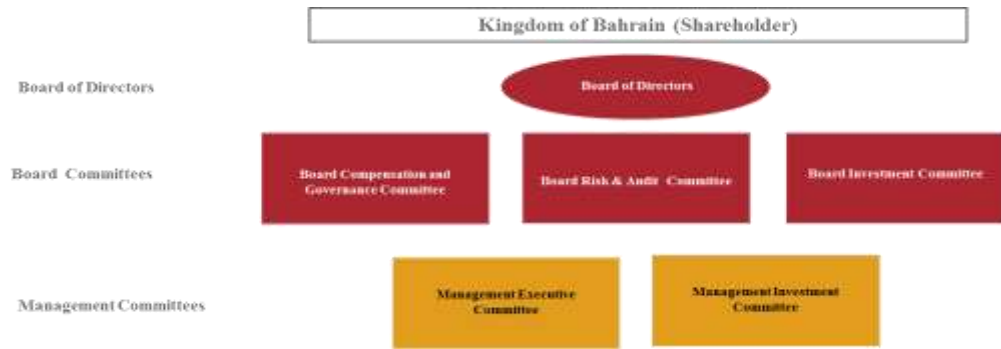 Kingdom of Bahrain (Shareholder)
Board of Directors
Board of Directors
Board Committees
Board Compensation and
Governance Committee
Board Risk & Audit Committee
Board Investment Committee
Management Committees
Management Executive
Committee
Management Investment
Committee